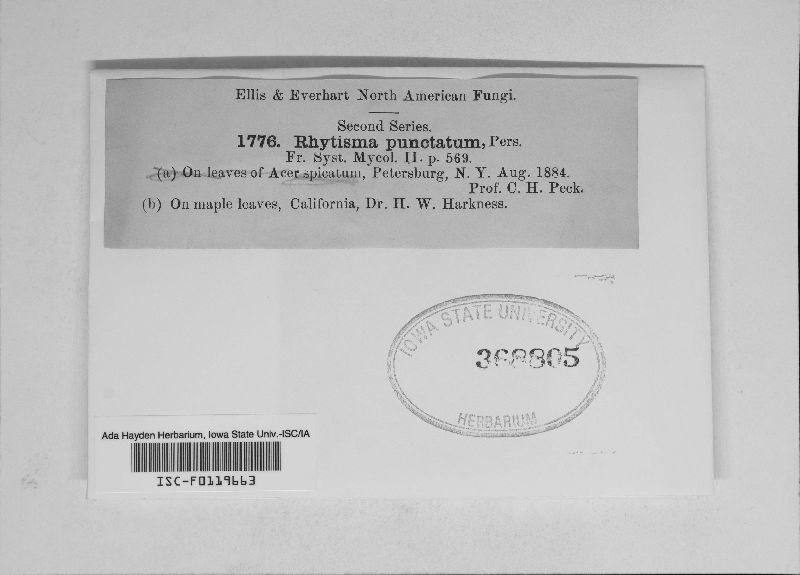 Ellis & Everhart North American Fungi.
Second Series.
1776. Rhytisma punctatum, Pers.
Fr. Syst. Mycol. II. p. 569.
(a) On leaves of Acer spicatum, Petersburg, N. Y. Aug. 1884.
Prof. C. H. Peck.
(b) On maple leaves, California, Dr. H. W. Harkness.
IOWA STATE UNIVERSITY
368805
HERBARIUM
Ada Hayden Herbarium, Iowa State Univ.-ISC/IA
ISC-F0119663